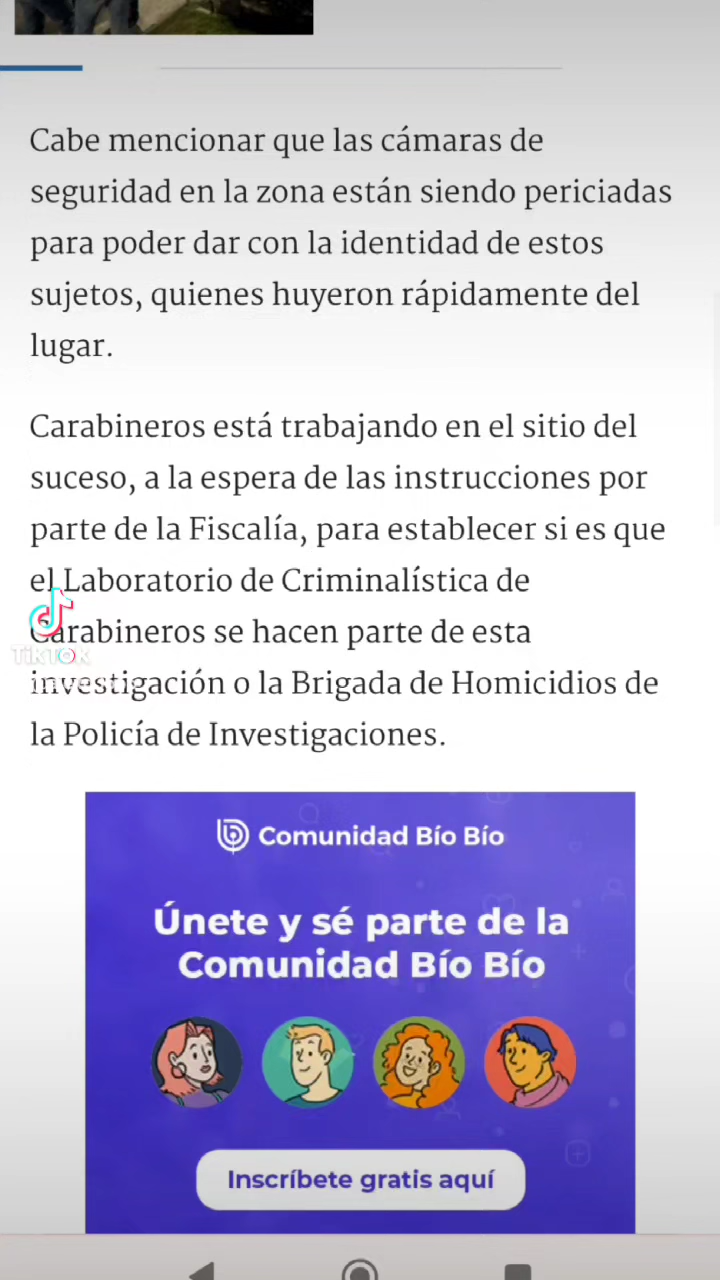 Cabe mencionar que las cámaras de
seguridad en la zona están siendo periciadas
para poder dar con la identidad de estos
sujetos, quienes huyeron rápidamente del
lugar.
Carabineros está trabajando en el sitio del
suceso, a la espera de las instrucciones por
parte de la Fiscalía, para establecer si es que
el Laboratorio de Criminalística de
Carabineros se hacen parte de esta
TikTok
investigación o la Brigada de Homicidios de
la Policía de Investigaciones.
Comunidad Bío Bío
Únete y sé parte de la
Comunidad Bío Bío
Inscríbete gratis aquí